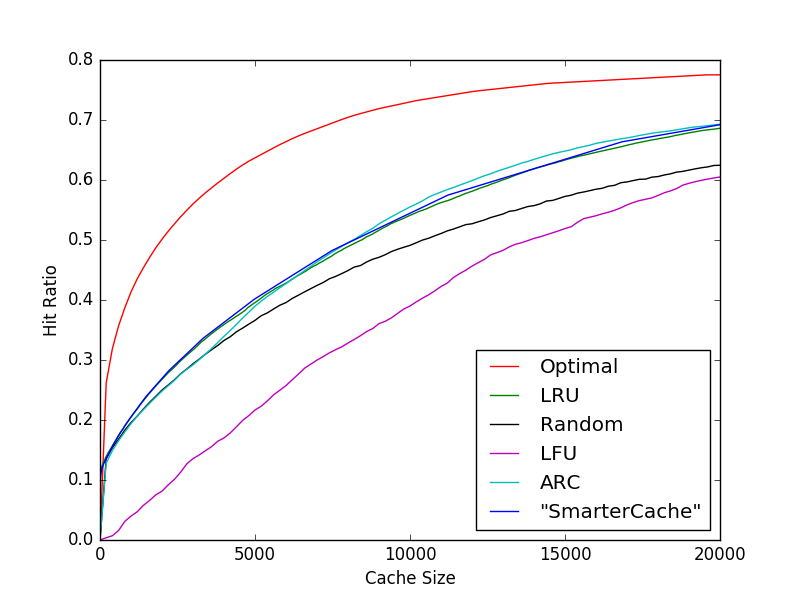 0.8
0.7
0.6
0.5
0.4
0.3
0.2
0.1
0.0
Hit Ratio
Optimal
LRU
Random
LFU
ARC
"SmarterCache"
0 5000 10000 15000 20000
Cache Size